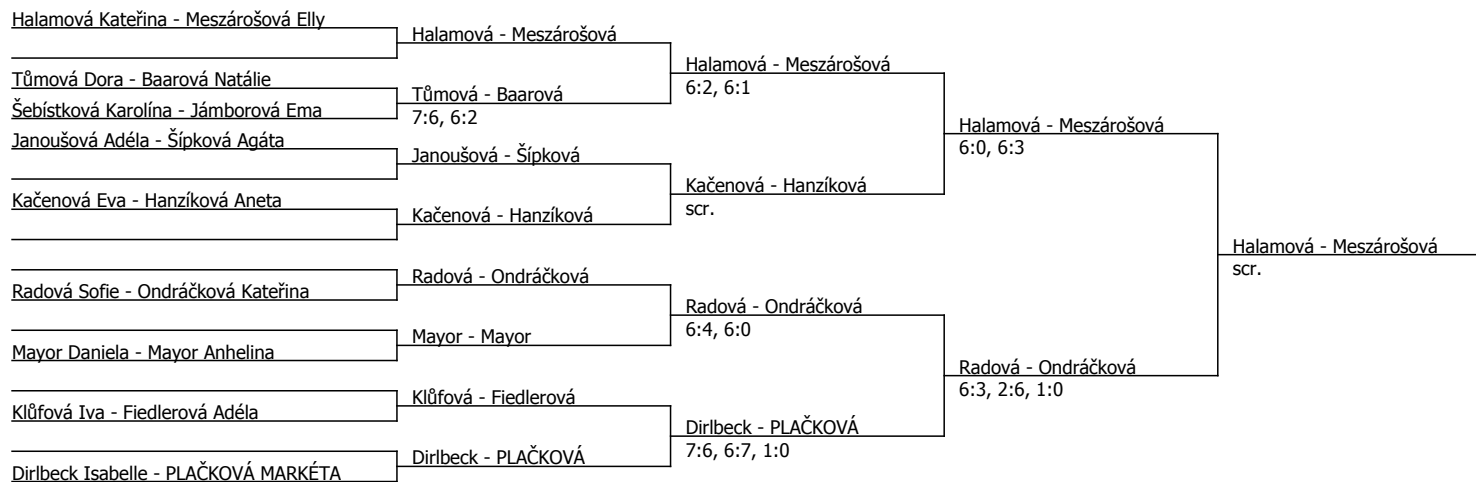 Halamová Kateřina - Meszárošová Elly
Tůmová Dora - Baarová Natálie
Šebístková Karolína - Jámborová Ema
Janoušová Adéla - Šípková Agáta
Kačenová Eva - Hanzíková Aneta
Radová Sofie - Ondráčková Kateřina
Mayor Daniela - Mayor Anhelina
Klůfová Iva - Fiedlerová Adéla
Dirlbeck Isabelle - PLAČKOVÁ MARKÉTA
Halamová - Meszárošová
Tůmová - Baarová
7:6, 6:2
Janoušová - Šípková
Kačenová - Hanzíková
Radová - Ondráčková
Mayor - Mayor
Klůfová - Fiedlerová
Dirlbeck - PLAČKOVÁ
Halamová - Meszárošová
6:2, 6:1
Kačenová - Hanzíková
scr.
Radová - Ondráčková
6:4, 6:0
Dirlbeck - PLAČKOVÁ
7:6, 6:7, 1:0
Halamová - Meszárošová
6:0, 6:3
Radová - Ondráčková
6:3, 2:6, 1:0
Halamová - Meszárošová
scr.